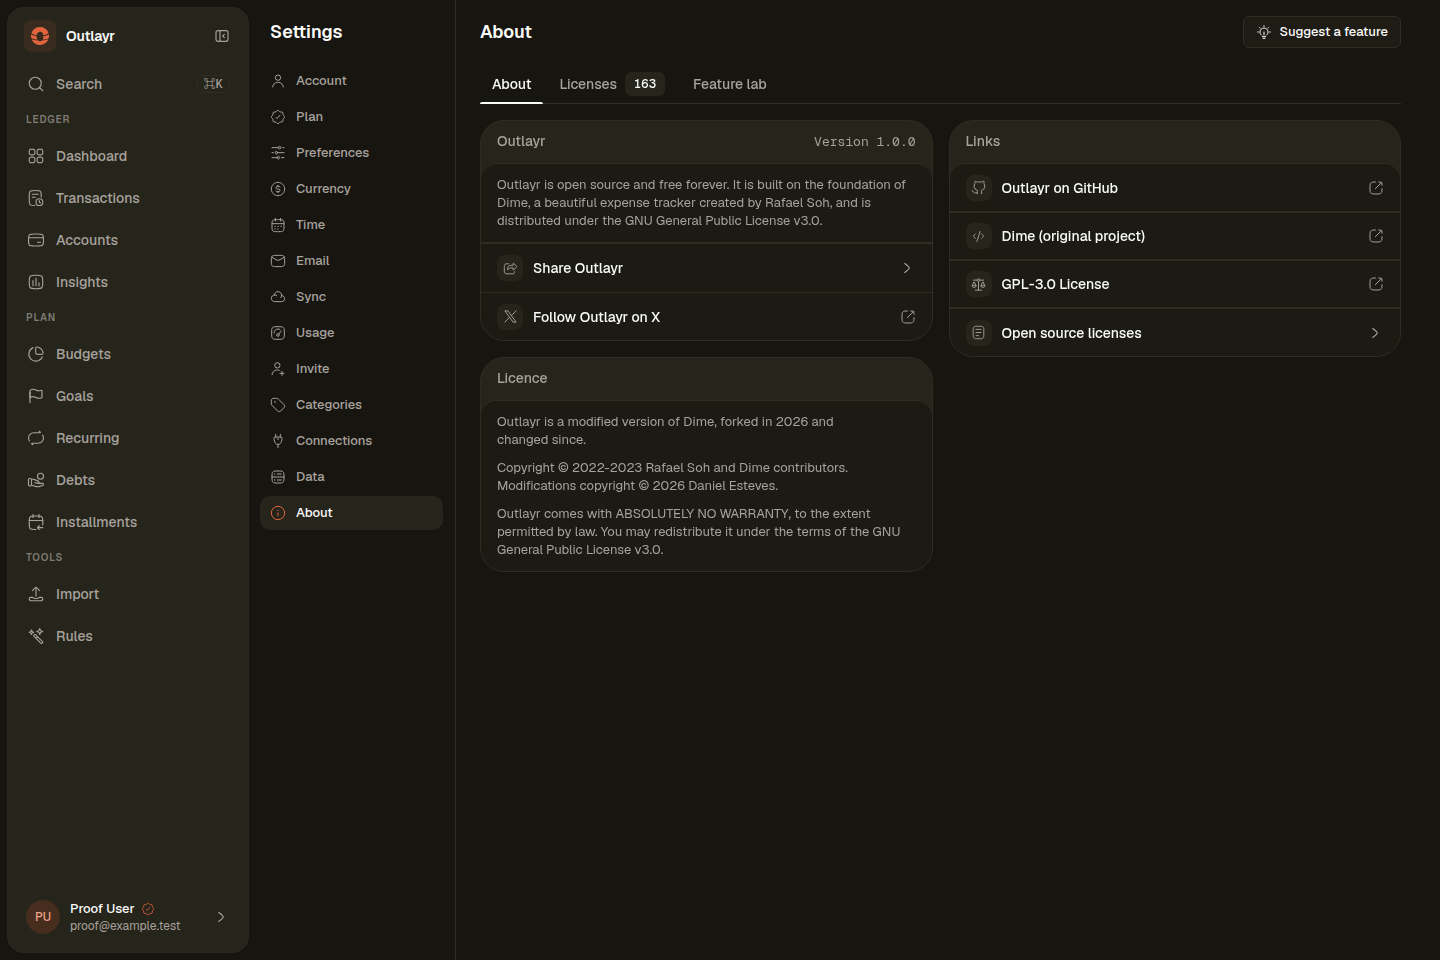 Outlayr
Search
⌘K
LEDGER
Dashboard
Transactions
Accounts
Insights
PLAN
Budgets
Goals
Recurring
Debts
Installments
TOOLS
Import
Rules
PU
Proof User
proof@example.test
Settings
Account
Plan
Preferences
Currency
Time
Email
Sync
Usage
Invite
Categories
Connections
Data
About
About
Suggest a feature
About
Licenses 163
Feature lab
Outlayr
Version 1.0.0
Outlayr is open source and free forever. It is built on the foundation of
Dime, a beautiful expense tracker created by Rafael Soh, and is
distributed under the GNU General Public License v3.0.
Share Outlayr
Follow Outlayr on X
Licence
Outlayr is a modified version of Dime, forked in 2026 and
changed since.
Copyright © 2022-2023 Rafael Soh and Dime contributors.
Modifications copyright © 2026 Daniel Esteves.
Outlayr comes with ABSOLUTELY NO WARRANTY, to the extent
permitted by law. You may redistribute it under the terms of the GNU
General Public License v3.0.
Links
Outlayr on GitHub
Dime (original project)
GPL-3.0 License
Open source licenses